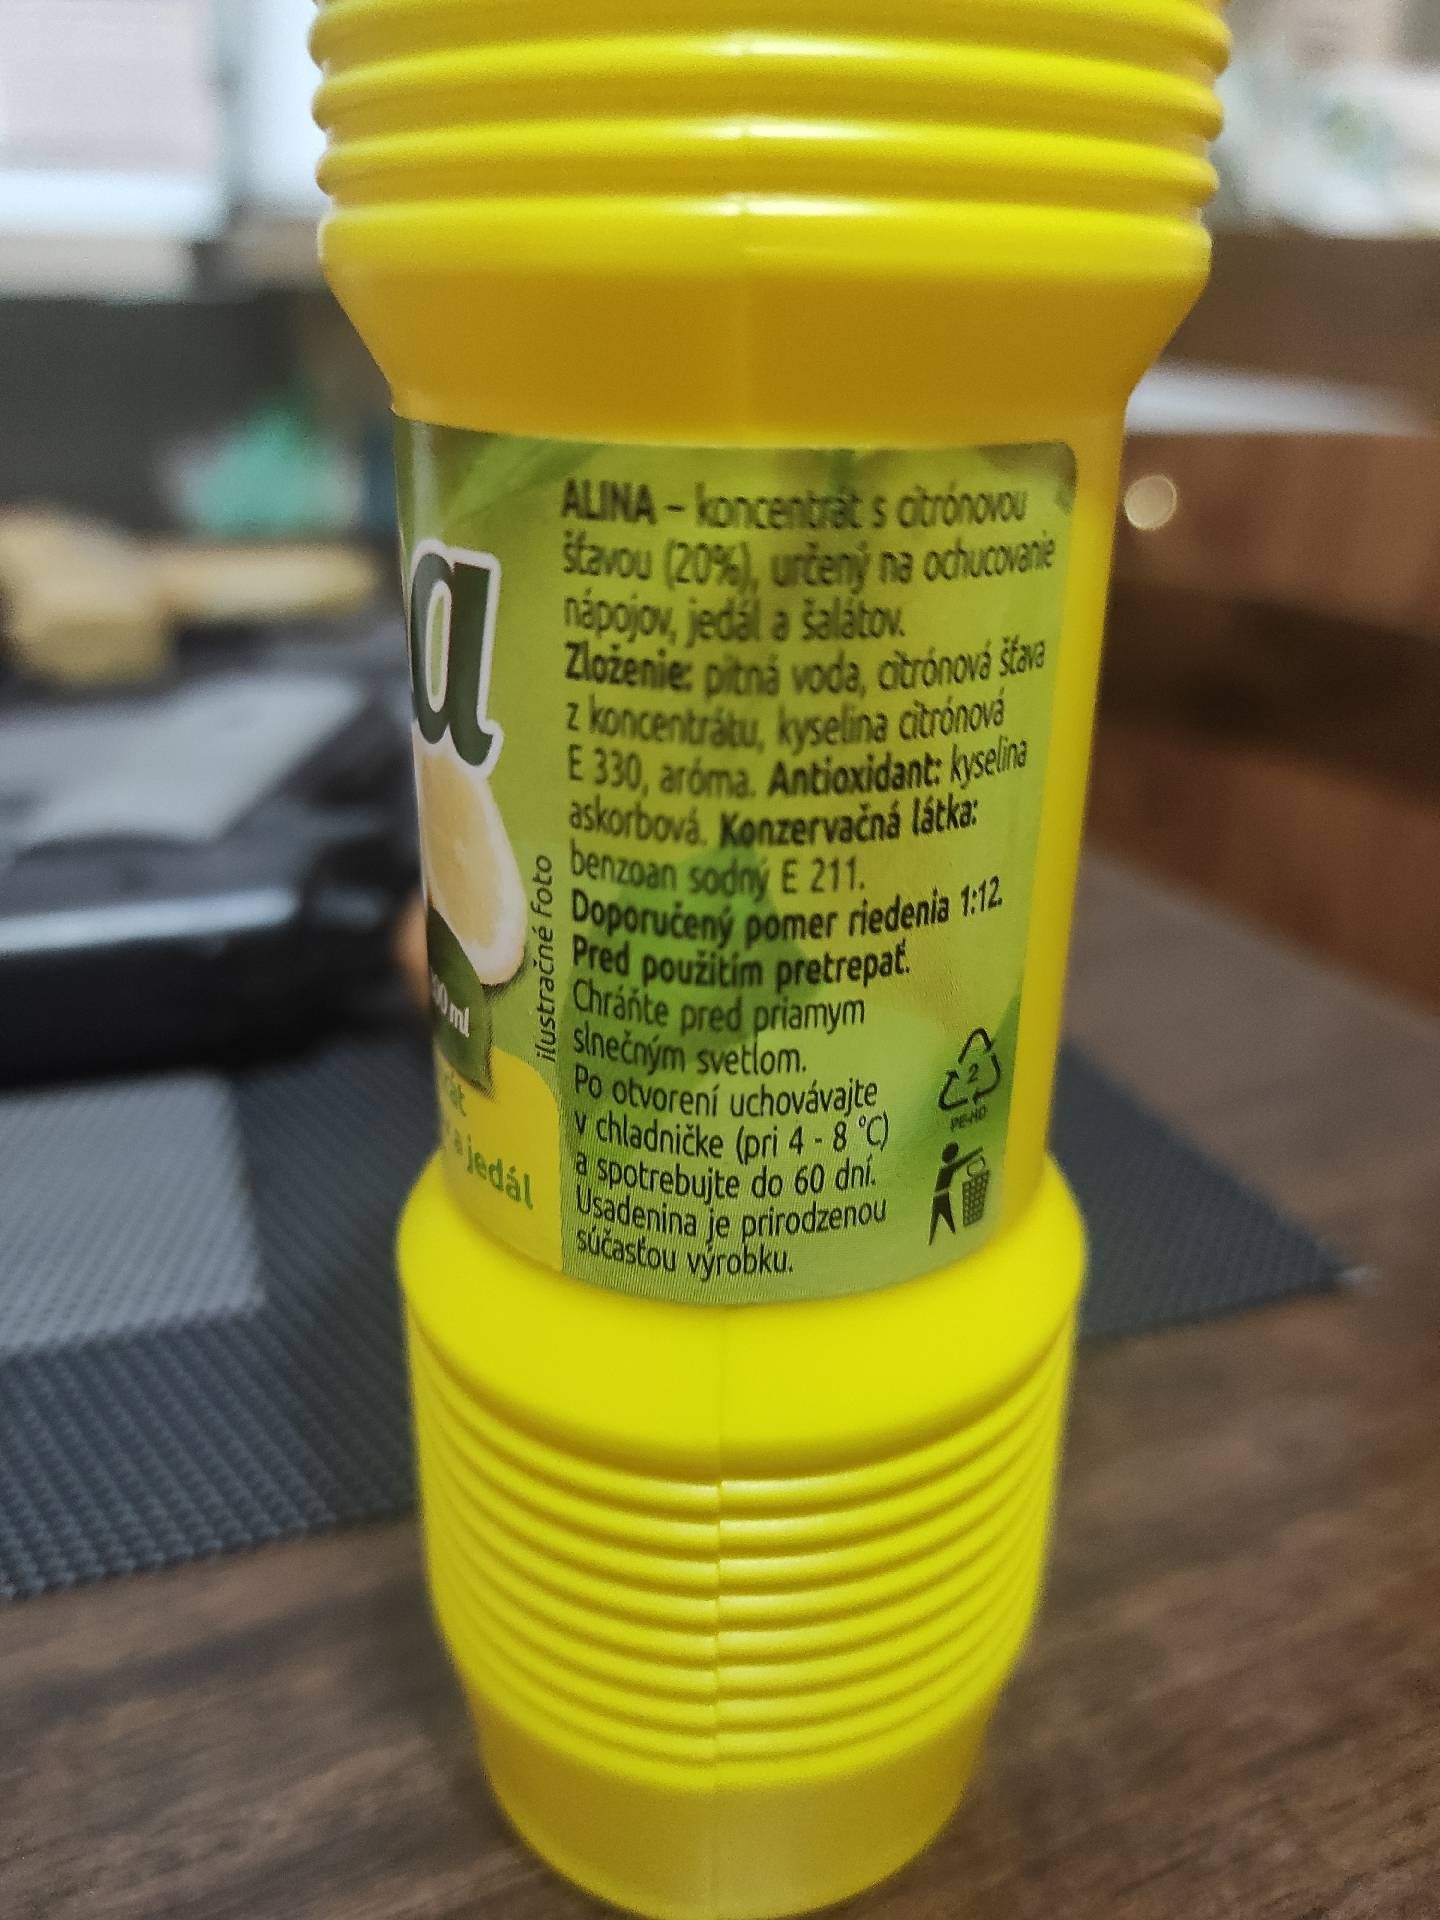 a
ml
a jedál
ilustračné foto
ALINA – koncentrát s citrónovou
šťavou (20%), určený na ochucovanie
nápojov, jedál a šalátov.
Zloženie: pitná voda, citrónová šťava
z koncentrátu, kyselina citrónová
E 330, aróma. Antioxidant: kyselina
askorbová. Konzervačná látka:
benzoan sodný E 211.
Doporučený pomer riedenia 1:12.
Pred použitím pretrepať.
Chráňte pred priamym
slnečným svetlom.
Po otvorení uchovávajte
v chladničke (pri 4 - 8 °C)
a spotrebujte do 60 dní.
Usadenina je prirodzenou
súčasťou výrobku.
2
PE-HD